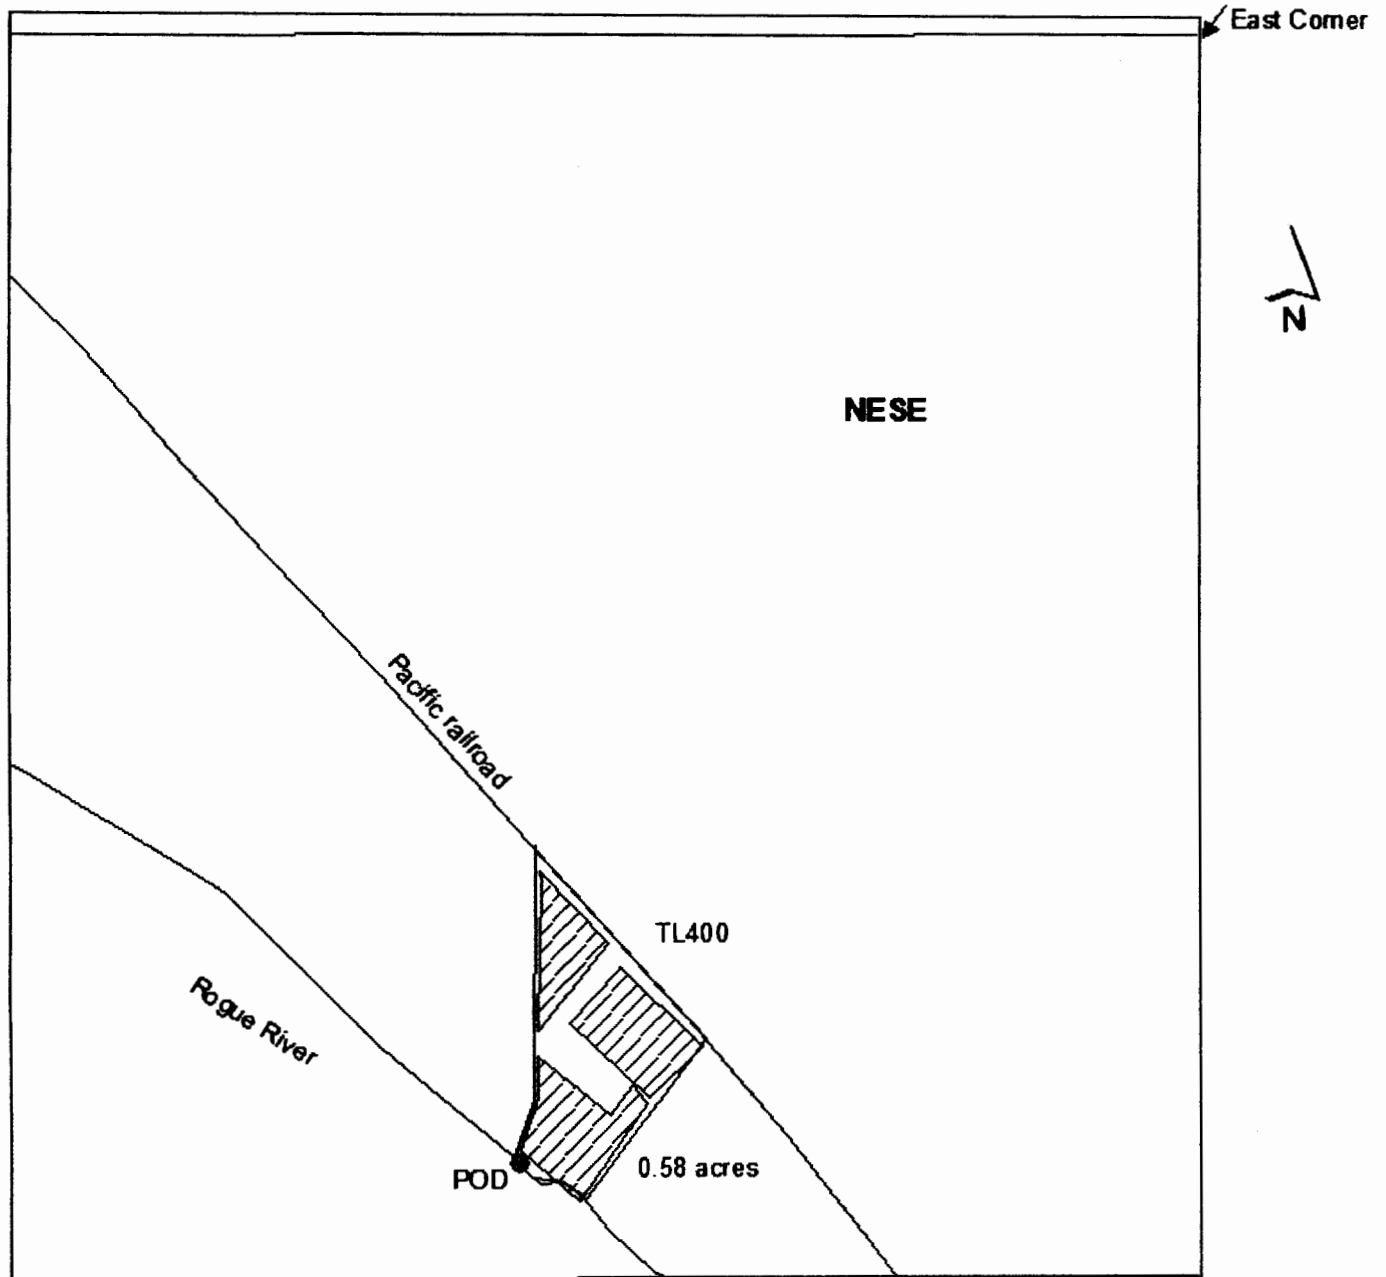 East Corner
N
NESE
Pacific railroad
TL400
Rogue River
0.58 acres
POD